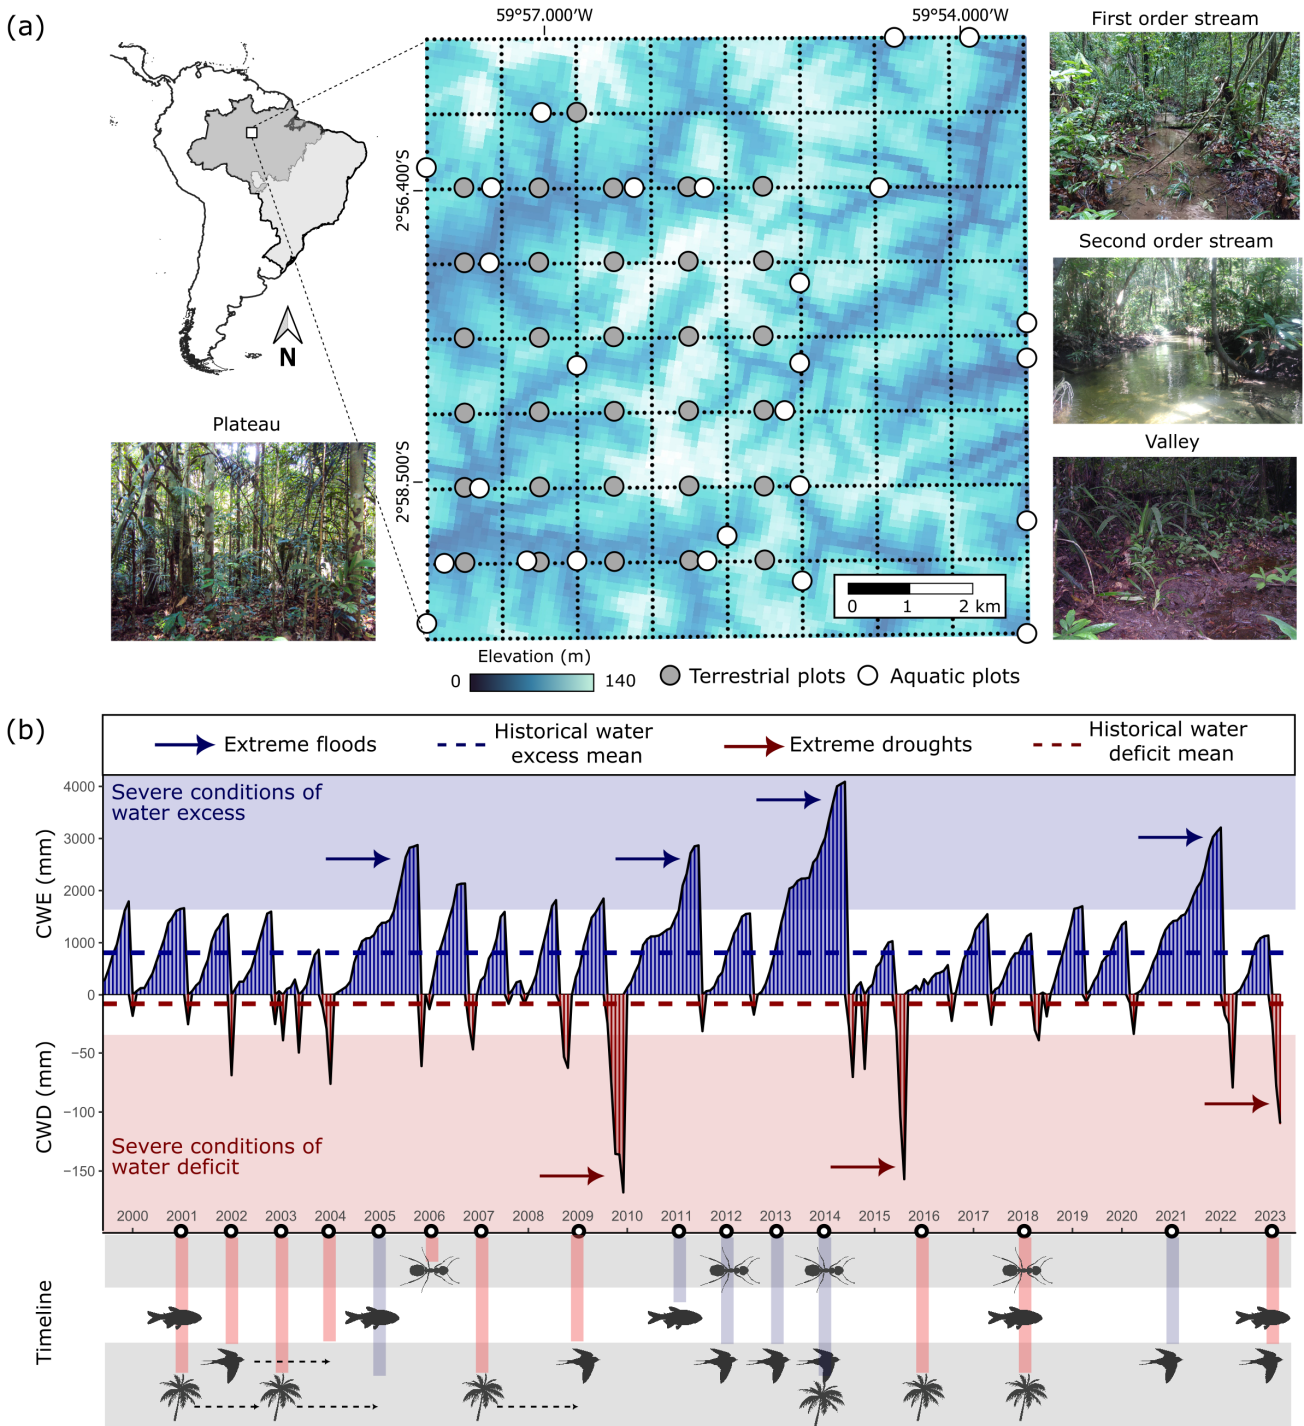 (a)
59°57.000'W
59°54.000'W
First order stream
2°56.400'S
N
Second order stream
Plateau
2°58.500'S
Valley
0 1 2 km
Elevation (m)
0 140
Terrestrial plots
Aquatic plots
(b)
Extreme floods
Historical water
excess mean
Extreme droughts
Historical water
deficit mean
Severe conditions of
water excess
CWE (mm)
4000
3000
2000
1000
0
CWD (mm)
−50
−100
−150
Severe conditions of
water deficit
2000 2001 2002 2003 2004 2005 2006 2007 2008 2009 2010 2011 2012 2013 2014 2015 2016 2017 2018 2019 2020 2021 2022 2023
Timeline